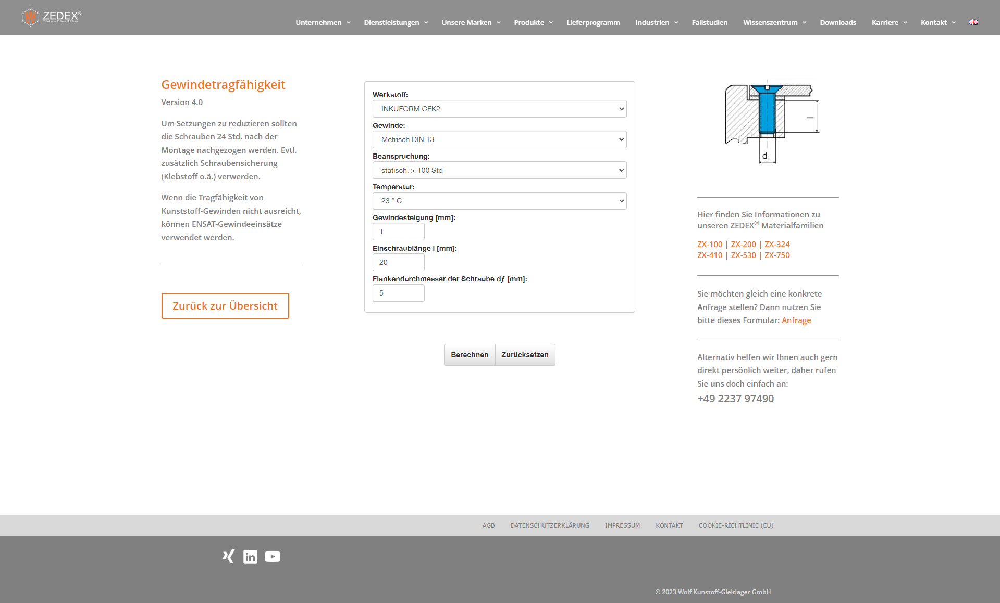 ZEDEX®
Tribological Polymer Solutions
Unternehmen
Dienstleistungen
Unsere Marken
Produkte
Lieferprogramm
Industrien
Fallstudien
Wissenszentrum
Downloads
Karriere
Kontakt
Gewindetragfähigkeit
Version 4.0
Um Setzungen zu reduzieren sollten
die Schrauben 24 Std. nach der
Montage nachgezogen werden. Evtl.
zusätzlich Schraubensicherung
(Klebstoff o.ä.) verwerden.
Wenn die Tragfähigkeit von
Kunststoff-Gewinden nicht ausreicht,
können ENSAT-Gewindeeinsätze
verwendet werden.
Zurück zur Übersicht
Werkstoff:
INKUFORM CFK2
Gewinde:
Metrisch DIN 13
Beanspruchung:
statisch, > 100 Std
Temperatur:
23 ° C
Gewindesteigung [mm]:
1
Einschraublänge l [mm]:
20
Flankendurchmesser der Schraube dƒ [mm]:
5
Berechnen
Zurücksetzen
l
df
Hier finden Sie Informationen zu
unseren ZEDEX® Materialfamilien
ZX-100 | ZX-200 | ZX-324
ZX-410 | ZX-530 | ZX-750
Sie möchten gleich eine konkrete
Anfrage stellen? Dann nutzen Sie
bitte dieses Formular: Anfrage
Alternativ helfen wir Ihnen auch gern
direkt persönlich weiter, daher rufen
Sie uns doch einfach an:
+49 2237 97490
AGB
DATENSCHUTZERKLÄRUNG
IMPRESSUM
KONTAKT
COOKIE-RICHTLINIE (EU)
in
© 2023 Wolf Kunstoff-Gleitlager GmbH